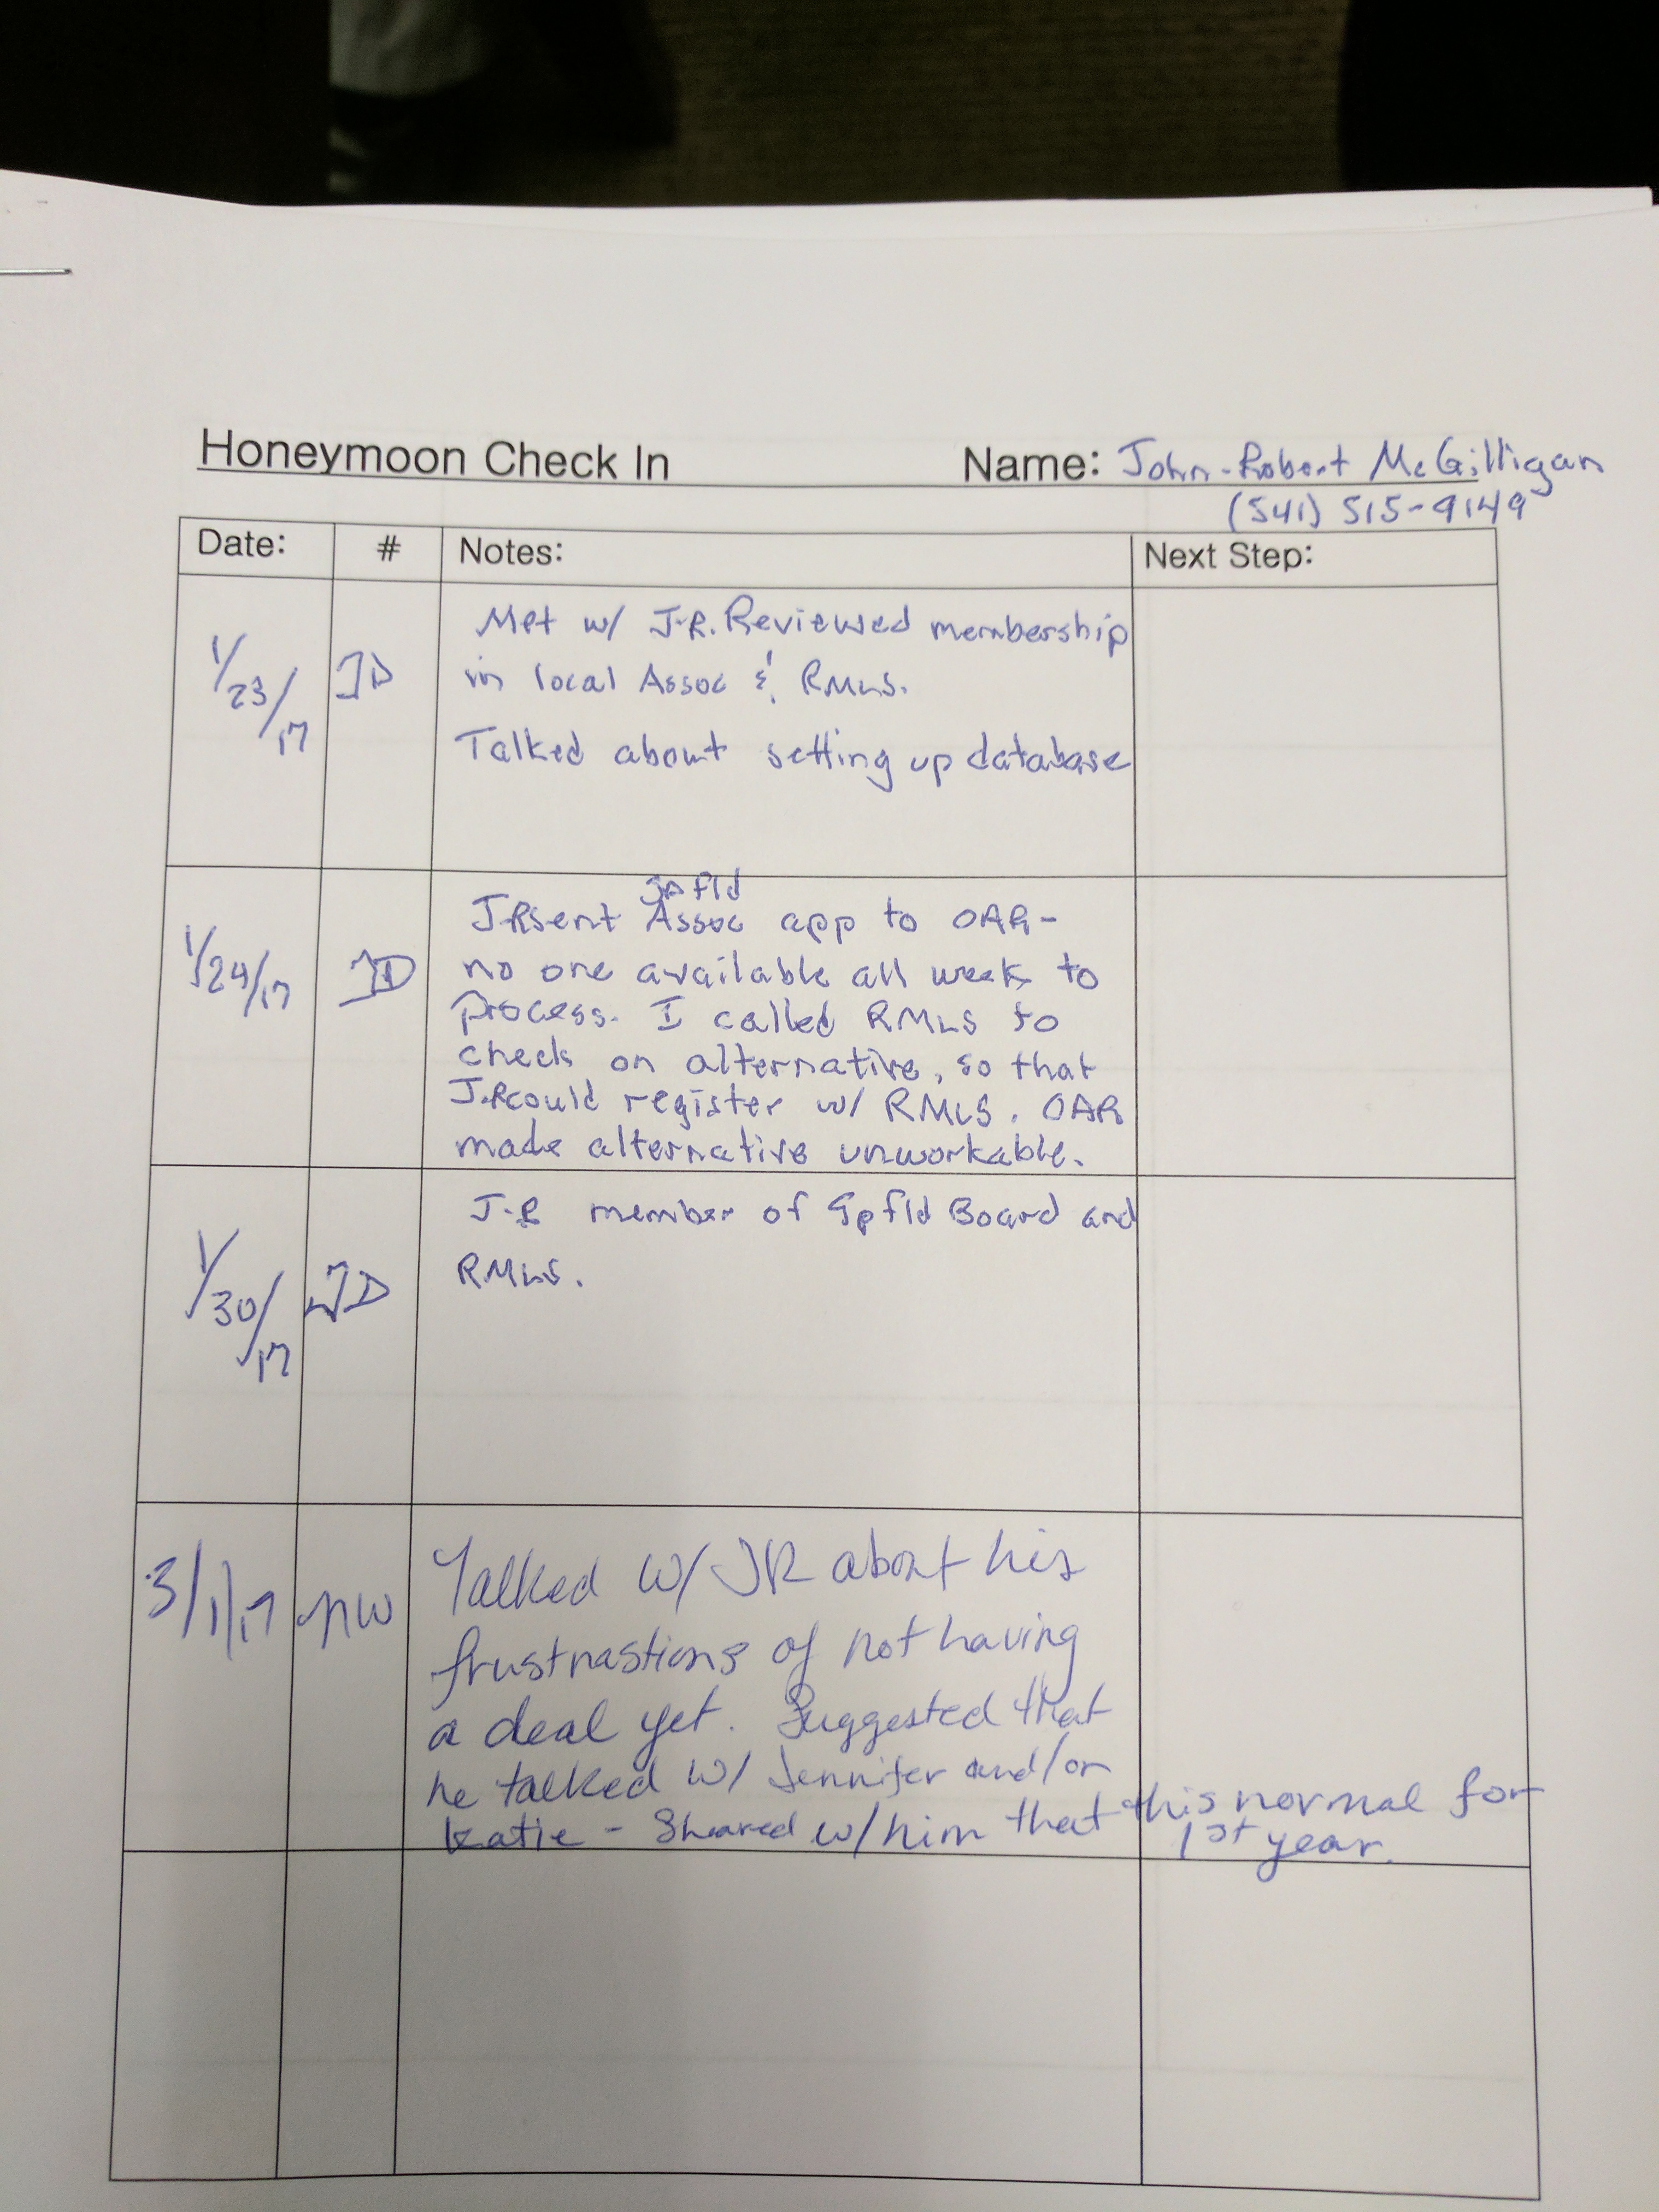 Honeymoon Check In Name: John-Robert McGilligan
(541) 515-9149
Date: # Notes: Next Step:
1/23/17 JD Met w/ J-R. Reviewed membership
in local Assoc & RMLS.
Talked about setting up database
Spfld
1/24/17 JD J-R sent Assoc app to OAR-
no one available all week to
process. I called RMLS to
check on alternative, so that
J-R could register w/ RMLS. OAR
made alternative unworkable.
1/30/17 JD J-R member of Spfld Board and
RMLS.
3/1/17 NW Talked w/ JR about his
frustrastions of not having
a deal yet. Suggested that
he talked w/ Jennifer and/or
Katie - Shared w/ him that this normal for
1st year.